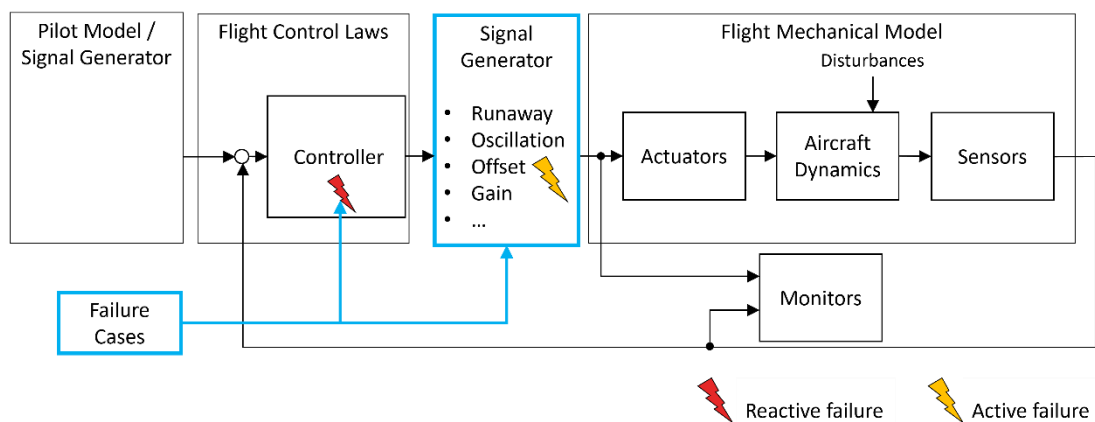 Pilot Model /
Signal Generator
Flight Control Laws
Controller
Signal
Generator
• Runaway
• Oscillation
• Offset
• Gain
• ...
Flight Mechanical Model
Disturbances
Actuators
Aircraft
Dynamics
Sensors
Monitors
Failure
Cases
Reactive failure
Active failure